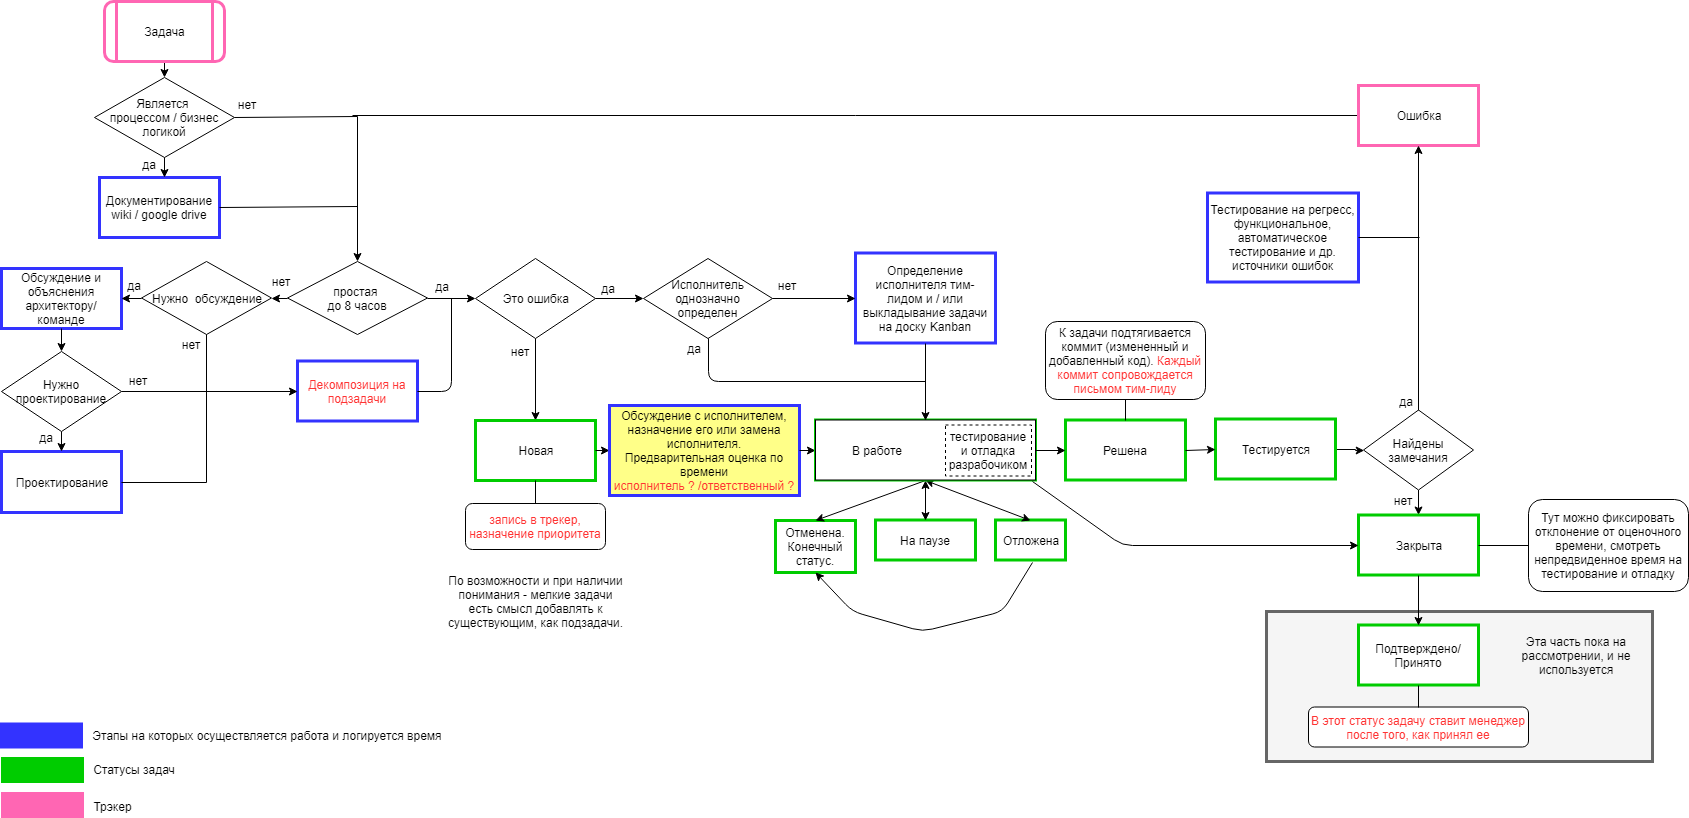 Задача
Является
процессом / бизнес
логикой
нет
да
Документирование
wiki / google drive
Ошибка
Тестирование на регресс,
функциональное,
автоматическое
тестирование и др.
источники ошибок
Обсуждение и
объяснения
архитектору/
команде
да
Нужно обсуждение
нет
простая
до 8 часов
да
Это ошибка
да
Исполнитель
однозначно
определен
нет
Определение
исполнителя тим-
лидом и / или
выкладывание задачи
на доску Kanban
нет
нет
да
Нужно
проектирование
нет
да
Проектирование
Декомпозиция на
подзадачи
К задачи подтягивается
коммит (измененный и
добавленный код). Каждый
коммит сопровождается
письмом тим-лиду
Новая
Обсуждение с исполнителем,
назначение его или замена
исполнителя.
Предварительная оценка по
времени
исполнитель ? /ответственный ?
В работе
тестирование
и отладка
разрабочиком
Решена
Тестируется
да
Найдены
замечания
нет
запись в трекер,
назначение приоритета
Отменена.
Конечный
статус.
На паузе
Отложена
Закрыта
Тут можно фиксировать
отклонение от оценочного
времени, смотреть
непредвиденное время на
тестирование и отладку
По возможности и при наличии
понимания - мелкие задачи
есть смысл добавлять к
существующим, как подзадачи.
Подтверждено/
Принято
Эта часть пока на
рассмотрении, и не
используется
В этот статус задачу ставит менеджер
после того, как принял ее
Этапы на которых осуществляется работа и логируется время
Статусы задач
Трэкер